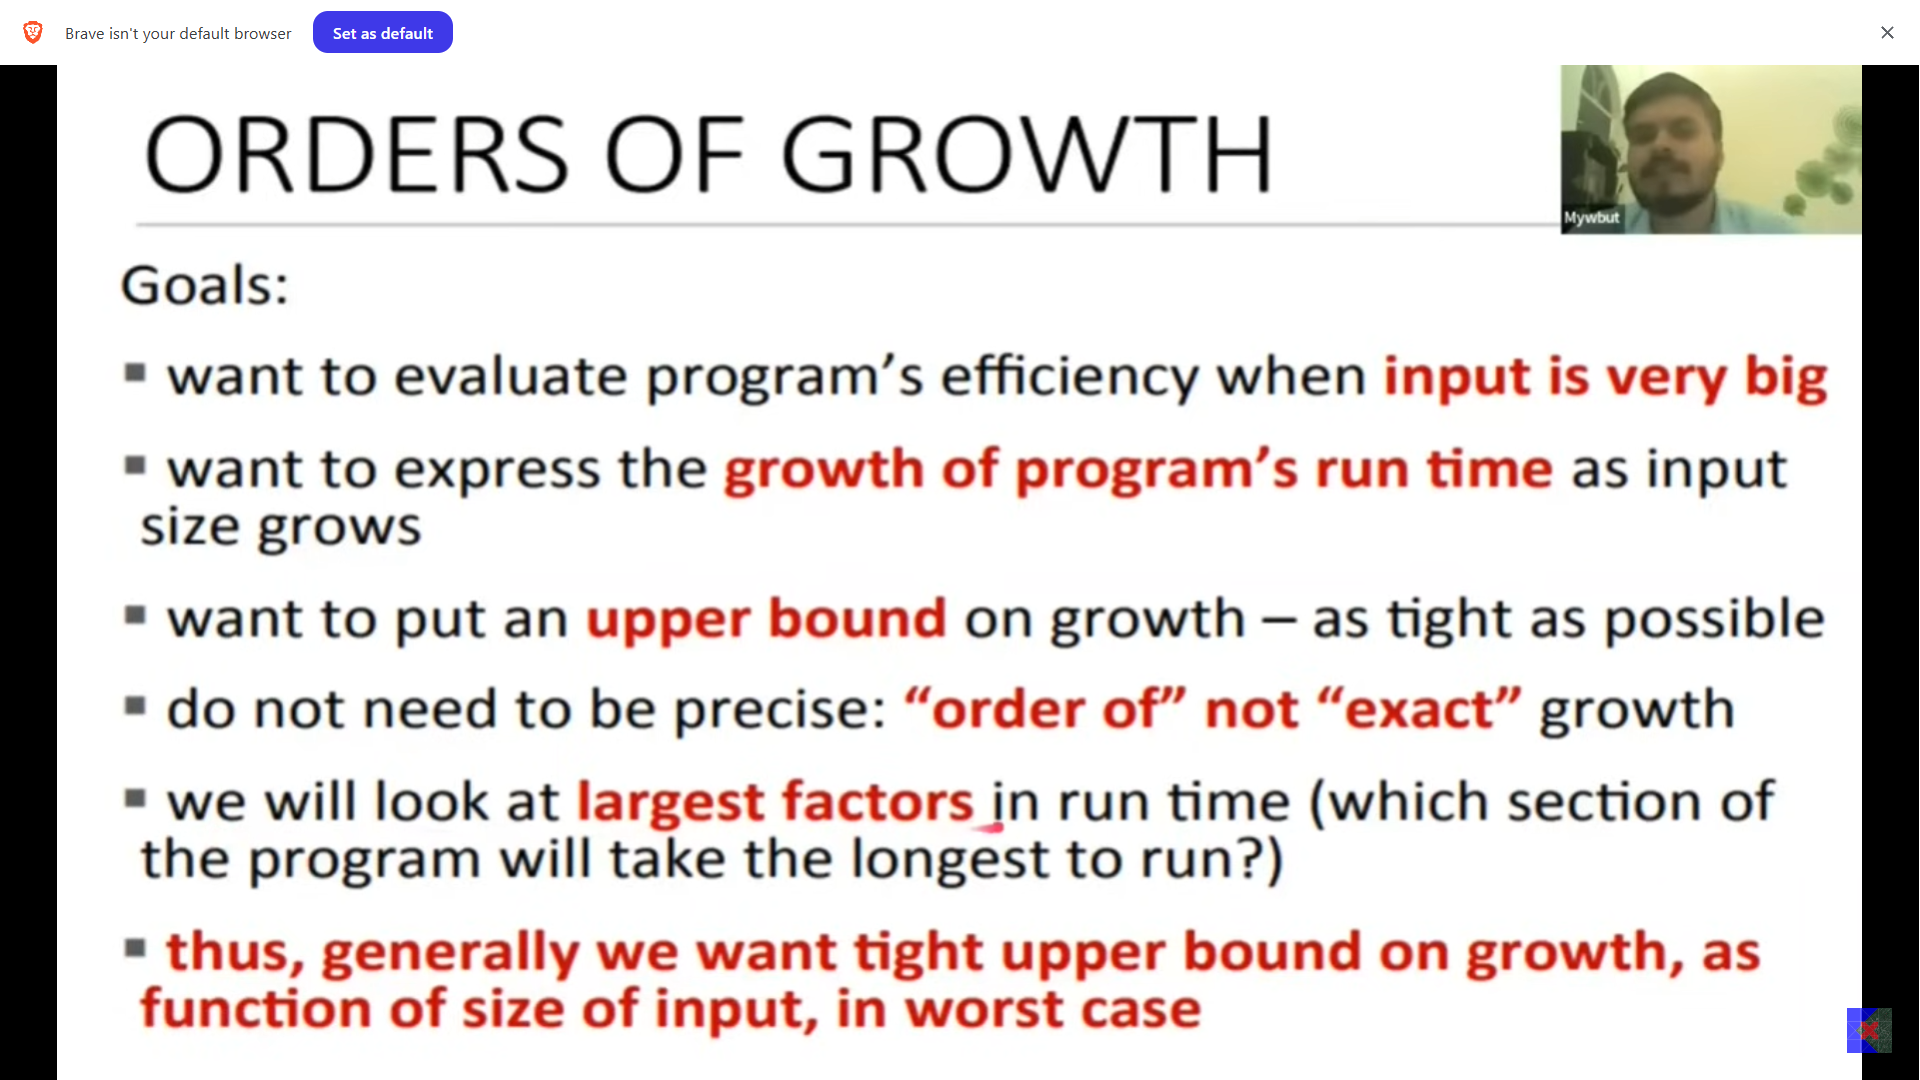 Brave isn't your default browser
Set as default
ORDERS OF GROWTH
Mywbut
Goals:
▪ want to evaluate program’s efficiency when input is very big
▪ want to express the growth of program’s run time as input
size grows
▪ want to put an upper bound on growth – as tight as possible
▪ do not need to be precise: “order of” not “exact” growth
▪ we will look at largest factors in run time (which section of
the program will take the longest to run?)
▪ thus, generally we want tight upper bound on growth, as
function of size of input, in worst case